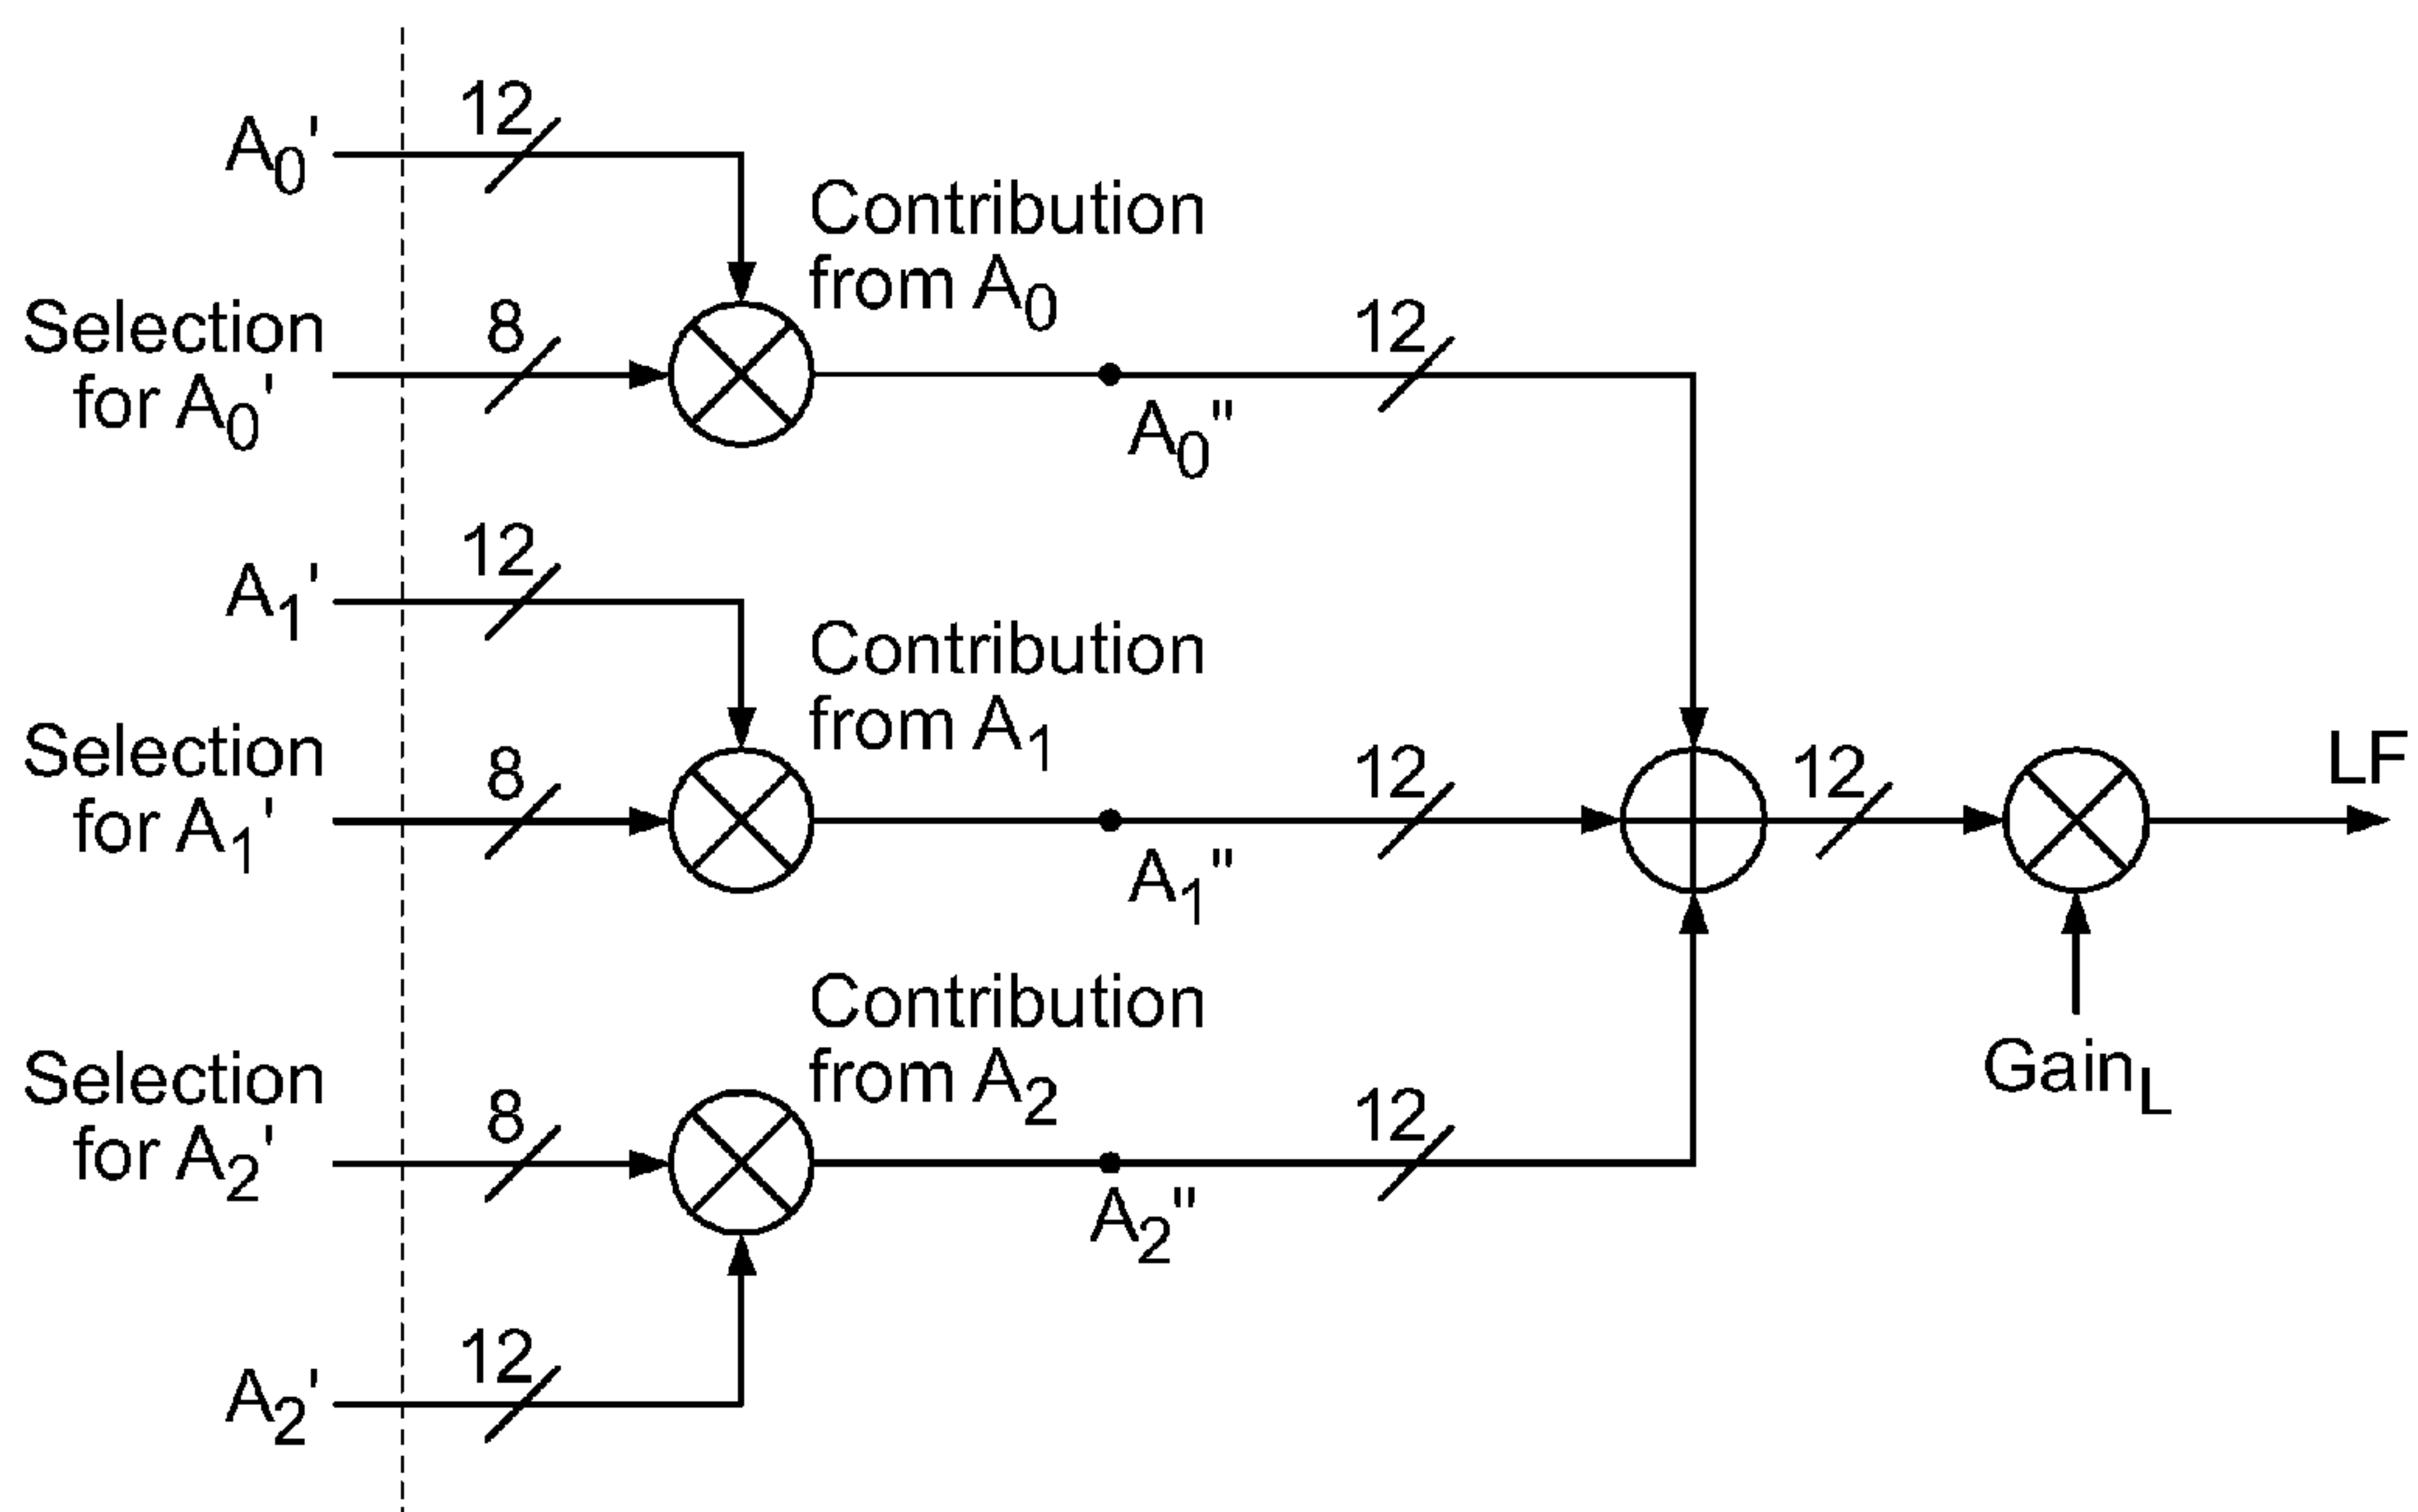 12
A0'
Contribution
from A0
Selection
for A0'
8
12
A0"
12
A1'
Contribution
from A1
Selection
for A1'
8
12
12
LF
A1"
Contribution
from A2
GainL
Selection
for A2'
8
12
A2"
12
A2'